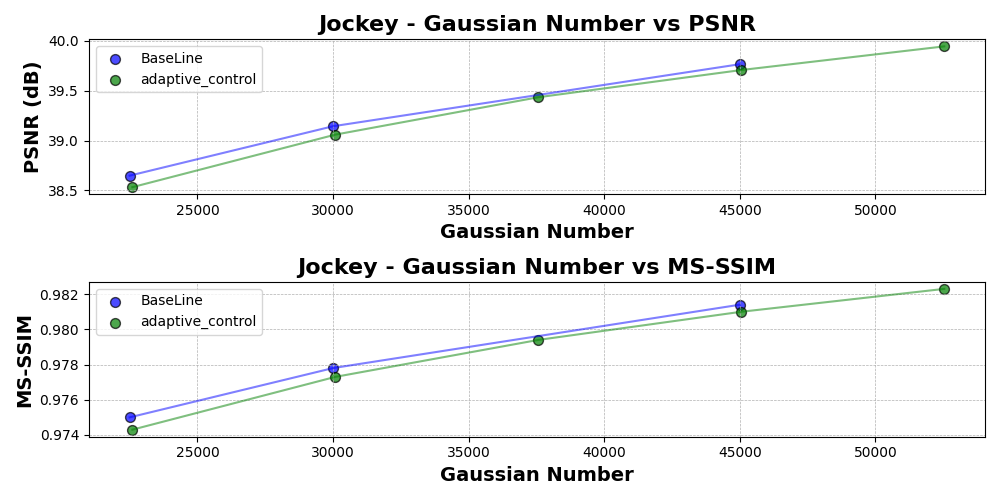 Jockey - Gaussian Number vs PSNR
PSNR (dB)
40.0
39.5
39.0
38.5
BaseLine
adaptive_control
25000 30000 35000 40000 45000 50000
Gaussian Number
Jockey - Gaussian Number vs MS-SSIM
MS-SSIM
0.982
0.980
0.978
0.976
0.974
BaseLine
adaptive_control
25000 30000 35000 40000 45000 50000
Gaussian Number